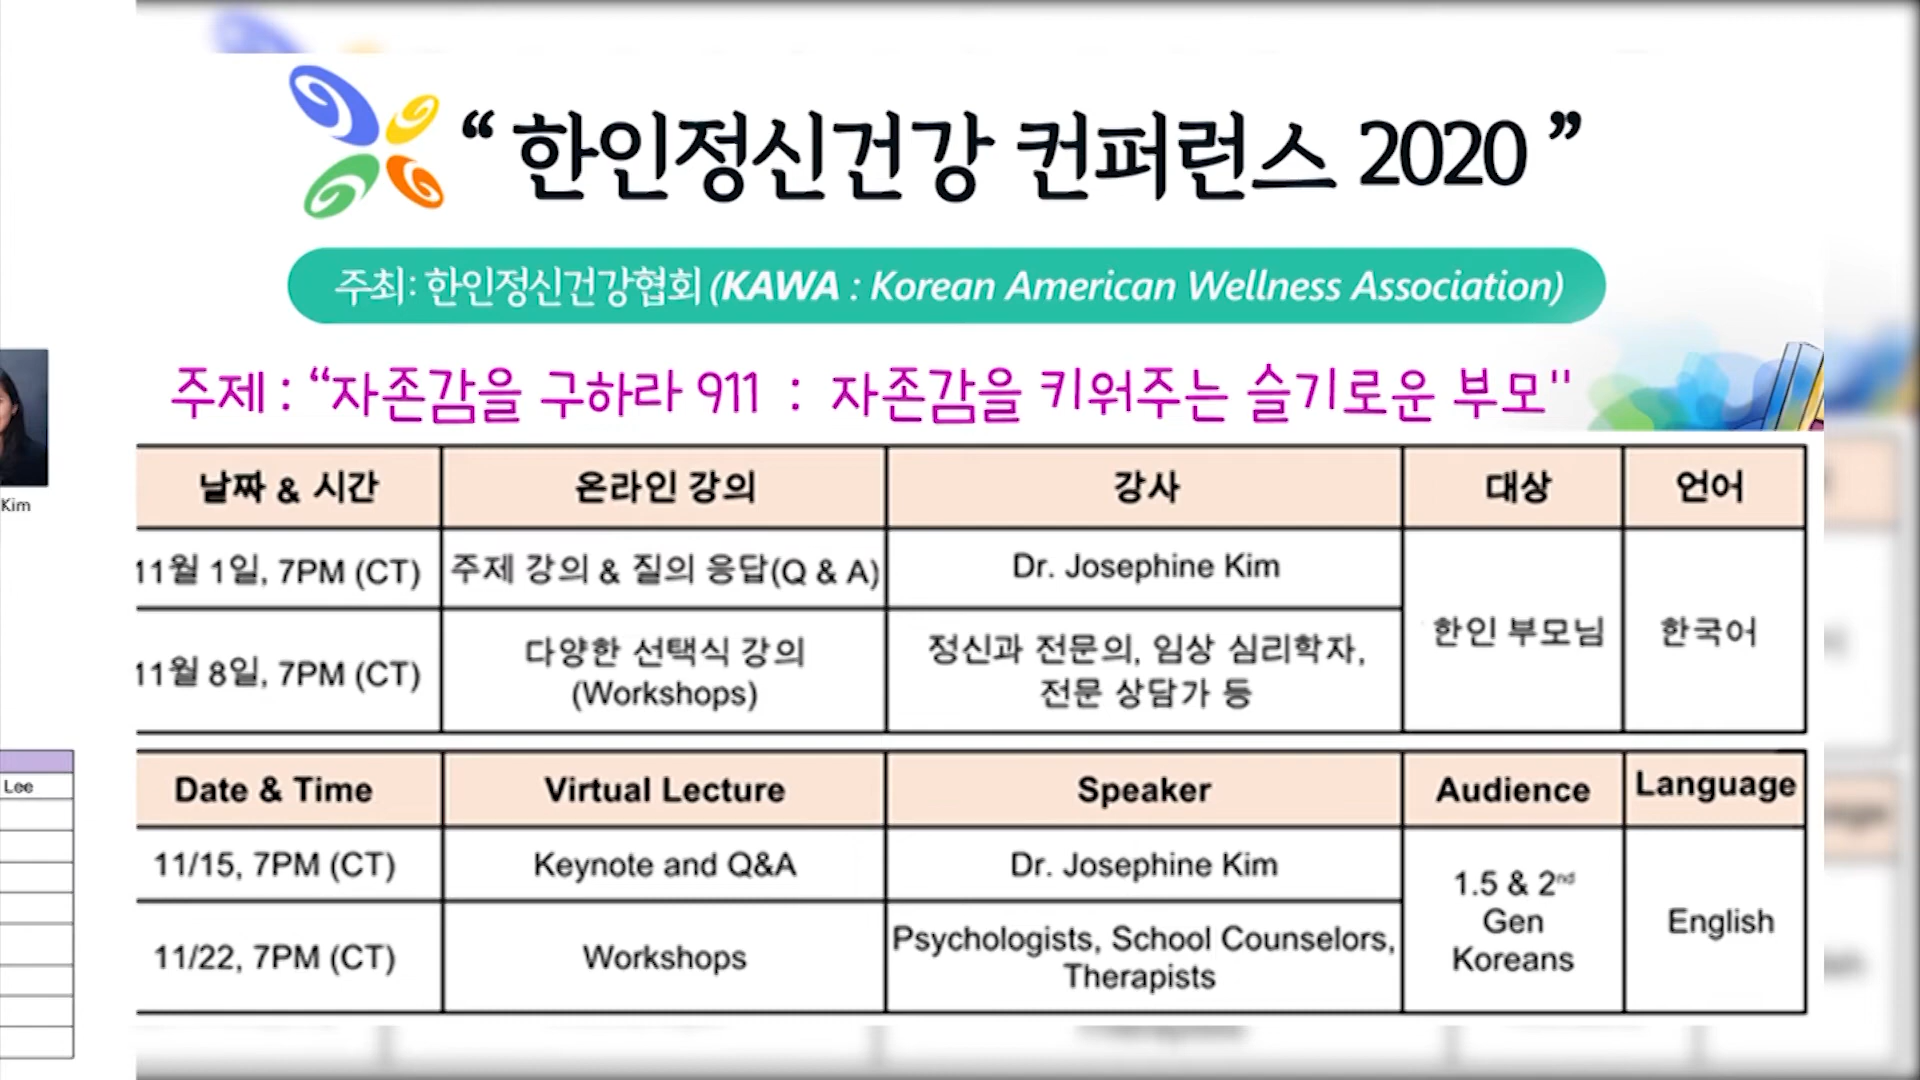 “ 한인정신건강 컨퍼런스 2020 ”
주최: 한인정신건강협회 (KAWA : Korean American Wellness Association)
주제 : “자존감을 구하라 911 : 자존감을 키워주는 슬기로운 부모"
날짜 & 시간 온라인 강의 강사 대상 언어
11월 1일, 7PM (CT) 주제 강의 & 질의 응답(Q & A) Dr. Josephine Kim
한인 부모님 한국어
11월 8일, 7PM (CT) 다양한 선택식 강의
(Workshops)
정신과 전문의, 임상 심리학자,
전문 상담가 등
Date & Time Virtual Lecture Speaker Audience Language
11/15, 7PM (CT) Keynote and Q&A Dr. Josephine Kim
1.5 & 2nd
Gen
Koreans
English
11/22, 7PM (CT) Workshops
Psychologists, School Counselors,
Therapists
Kim
Lee